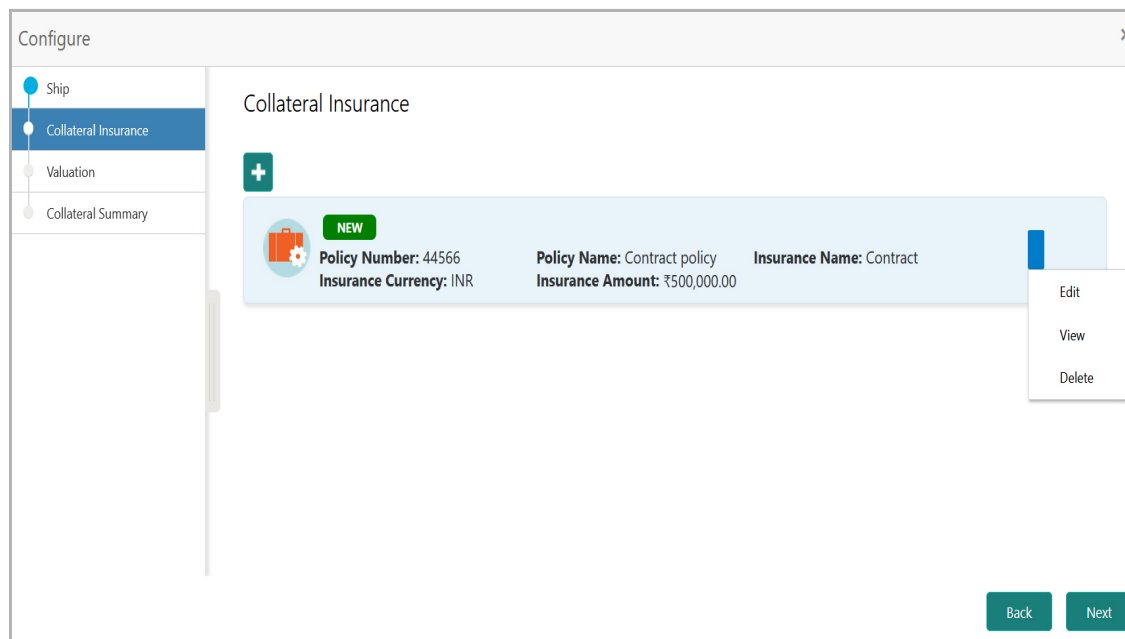 Configure
Ship
Collateral Insurance
Valuation
Collateral Summary
Collateral Insurance
NEW
Policy Number: 44566 Policy Name: Contract policy Insurance Name: Contract
Insurance Currency: INR Insurance Amount: ₹500,000.00
Edit
View
Delete
Back Next